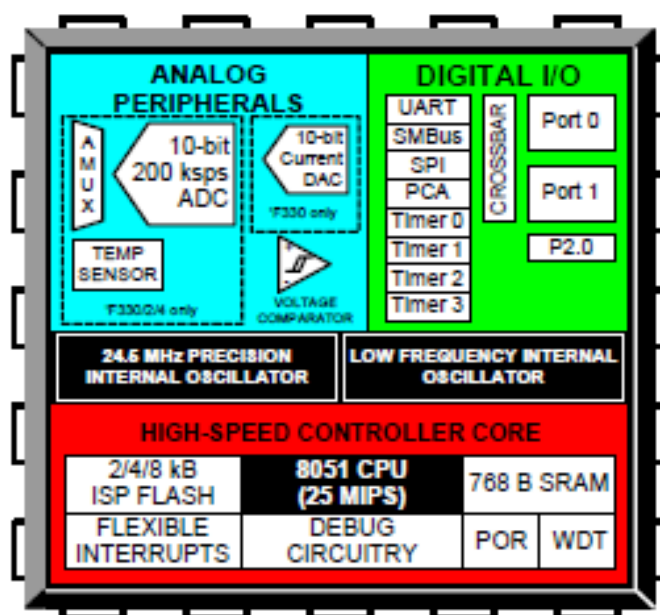 ANALOG
PERIPHERALS
A
M
U
X
10-bit
200 ksps
ADC
10-bit
Current
DAC
'F330 only
TEMP
SENSOR
'F330/2/4 only
VOLTAGE
COMPARATOR
DIGITAL I/O
UART
SMBus
SPI
PCA
Timer 0
Timer 1
Timer 2
Timer 3
CROSSBAR
Port 0
Port 1
P2.0
24.5 MHz PRECISION
INTERNAL OSCILLATOR
LOW FREQUENCY INTERNAL
OSCILLATOR
HIGH-SPEED CONTROLLER CORE
2/4/8 kB
ISP FLASH
8051 CPU
(25 MIPS)
768 B SRAM
FLEXIBLE
INTERRUPTS
DEBUG
CIRCUITRY
POR
WDT